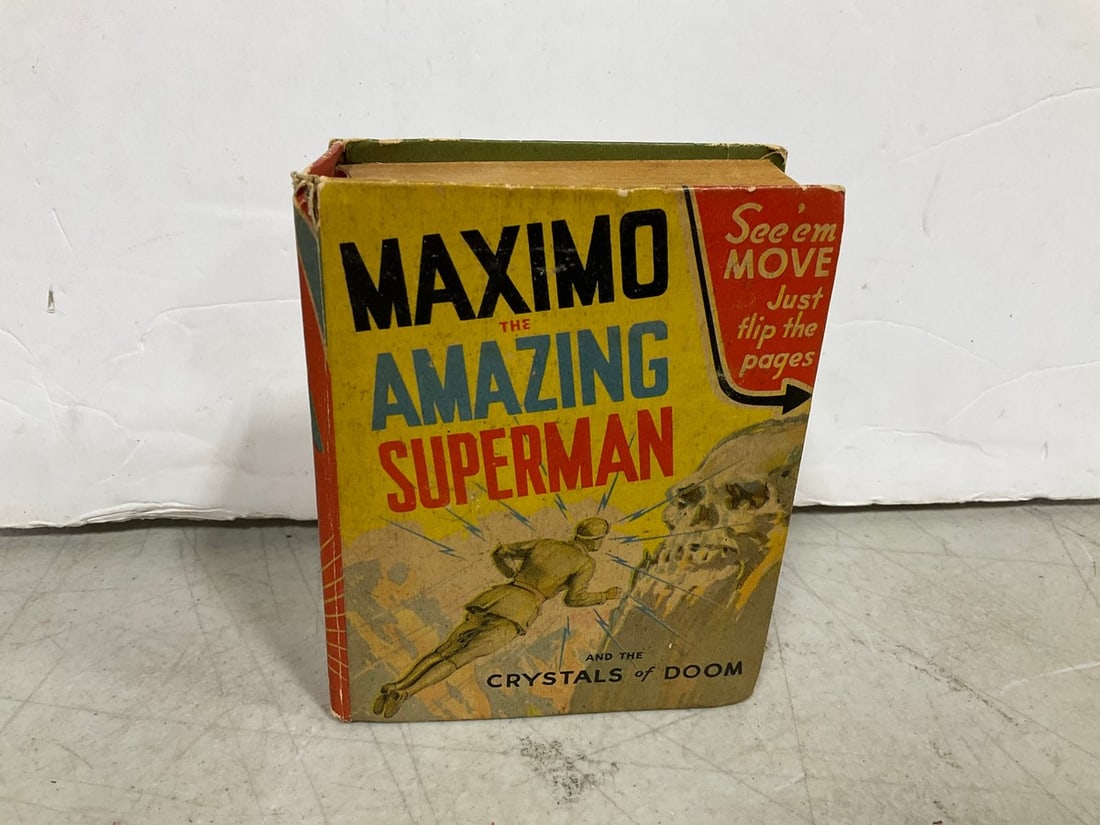 MAXIMO
THE
AMAZING
SUPERMAN
See 'em
MOVE
Just
flip the
pages
AND THE
CRYSTALS of DOOM